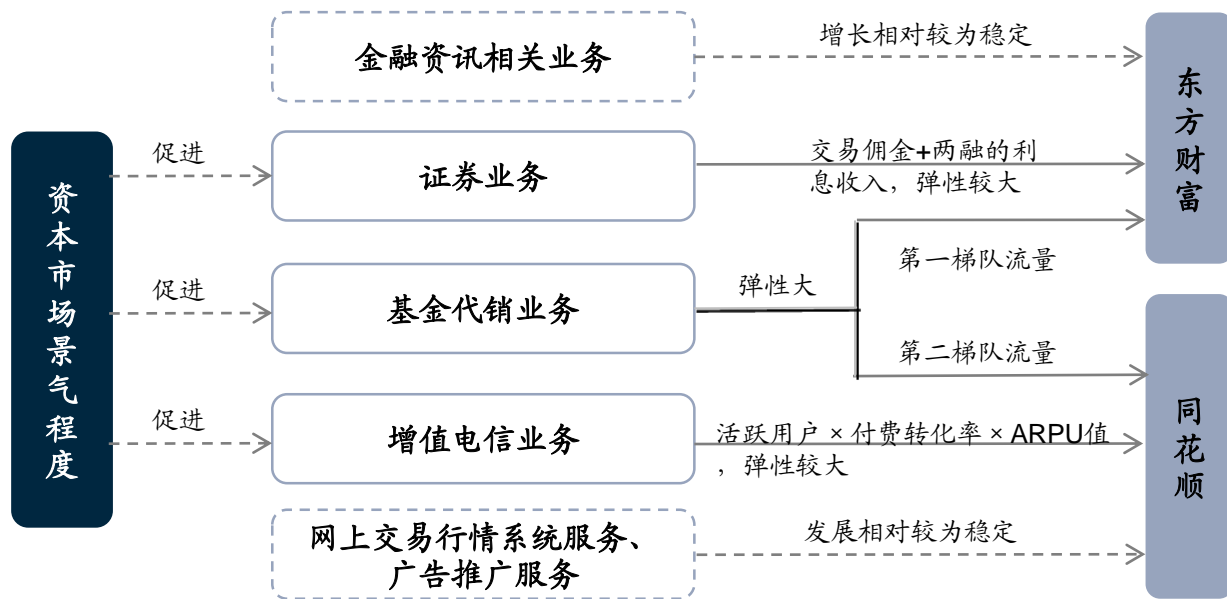 资本市场景气程度
促进
促进
促进
金融资讯相关业务
证券业务
基金代销业务
增值电信业务
网上交易行情系统服务、
广告推广服务
增长相对较为稳定
交易佣金+两融的利
息收入，弹性较大
弹性大
第一梯队流量
第二梯队流量
活跃用户 × 付费转化率 × ARPU值
，弹性较大
发展相对较为稳定
东方财富
同花顺